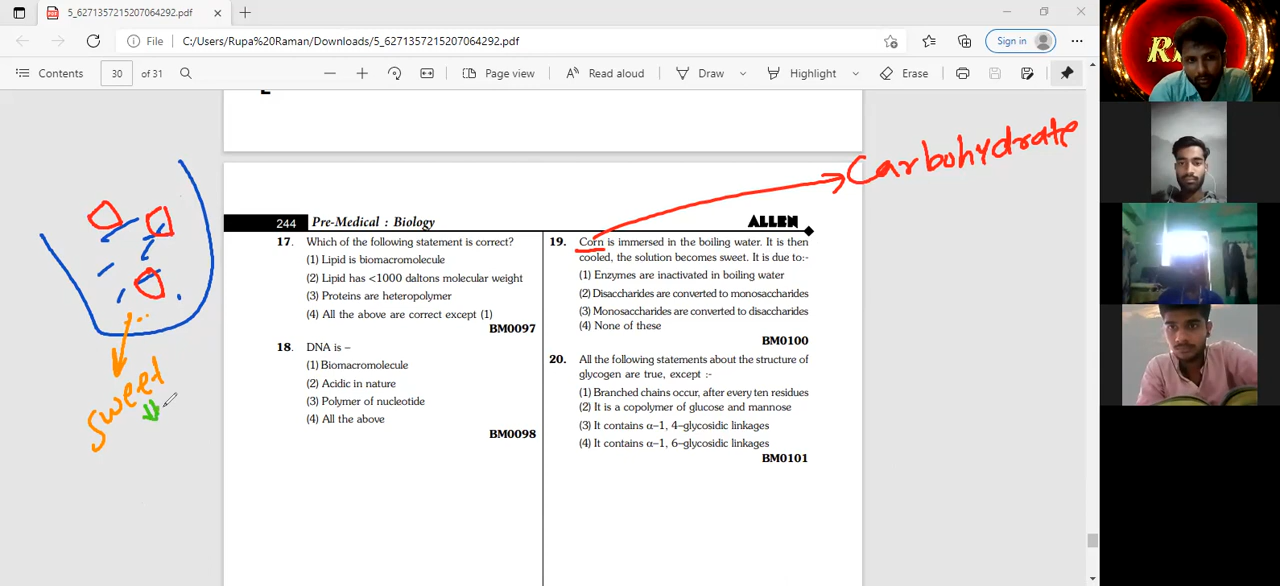 5_6271357215207064292.pdf
File C:/Users/Rupa%20Raman/Downloads/5_6271357215207064292.pdf
Sign in
Contents 30 of 31 Page view Read aloud Draw Highlight Erase
Carbohydrate
244 Pre-Medical : Biology
ALLEN
17. Which of the following statement is correct?
(1) Lipid is biomacromolecule
(2) Lipid has <1000 daltons molecular weight
(3) Proteins are heteropolymer
(4) All the above are correct except (1)
BM0097
18. DNA is –
(1) Biomacromolecule
(2) Acidic in nature
(3) Polymer of nucleotide
(4) All the above
BM0098
19. Corn is immersed in the boiling water. It is then
cooled, the solution becomes sweet. It is due to:-
(1) Enzymes are inactivated in boiling water
(2) Disaccharides are converted to monosaccharides
(3) Monosaccharides are converted to disaccharides
(4) None of these
BM0100
20. All the following statements about the structure of
glycogen are true, except :-
(1) Branched chains occur, after every ten residues
(2) It is a copolymer of glucose and mannose
(3) It contains α–1, 4–glycosidic linkages
(4) It contains α–1, 6–glycosidic linkages
BM0101
Sweet